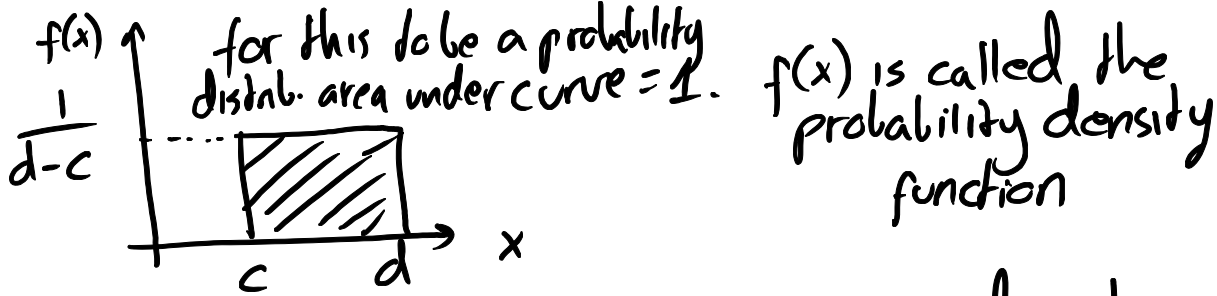 f(x)
for this to be a probability
distrib. area under curve = 1.
1
d-c
c
d
x
f(x) is called the
probability density
function